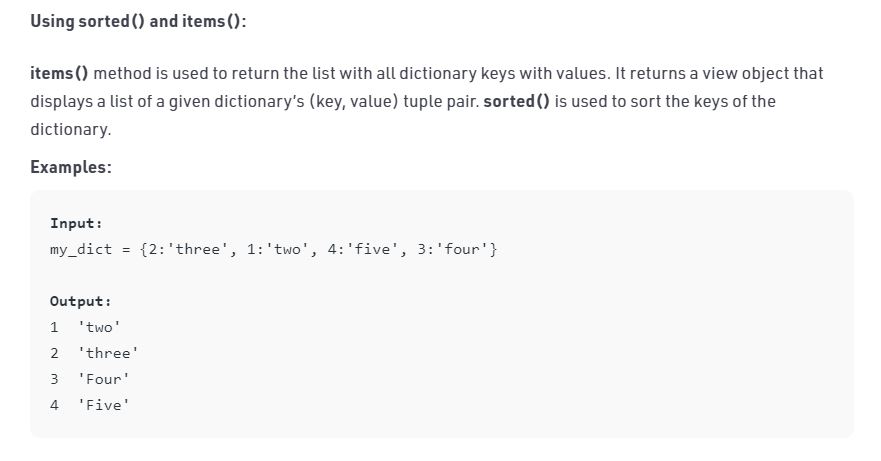 Using sorted() and items():
items() method is used to return the list with all dictionary keys with values. It returns a view object that
displays a list of a given dictionary's (key, value) tuple pair. sorted() is used to sort the keys of the
dictionary.
Examples:
Input:
my_dict = {2:'three', 1:'two', 4:'five', 3:'four'}
Output:
1  'two'
2  'three'
3  'Four'
4  'Five'